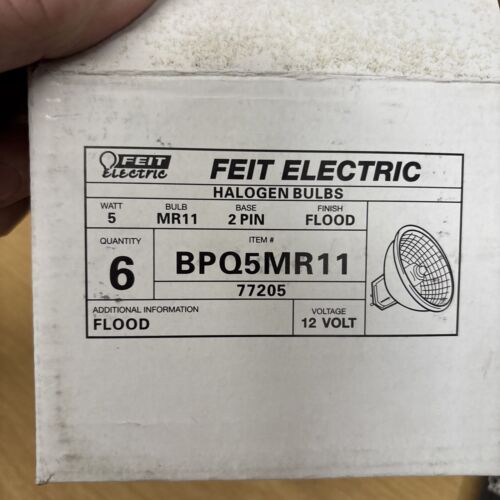 FEIT
Electric
FEIT ELECTRIC
HALOGEN BULBS
WATT BULB BASE FINISH
5 MR11 2 PIN FLOOD
QUANTITY
6
ITEM #
BPQ5MR11
77205
ADDITIONAL INFORMATION
FLOOD
VOLTAGE
12 VOLT